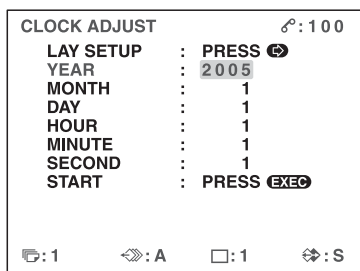 CLOCK ADJUST :100
LAY SETUP : PRESS
YEAR : 2005
MONTH : 1
DAY : 1
HOUR : 1
MINUTE : 1
SECOND : 1
START : PRESS EXEC
:1 :A :1 :S